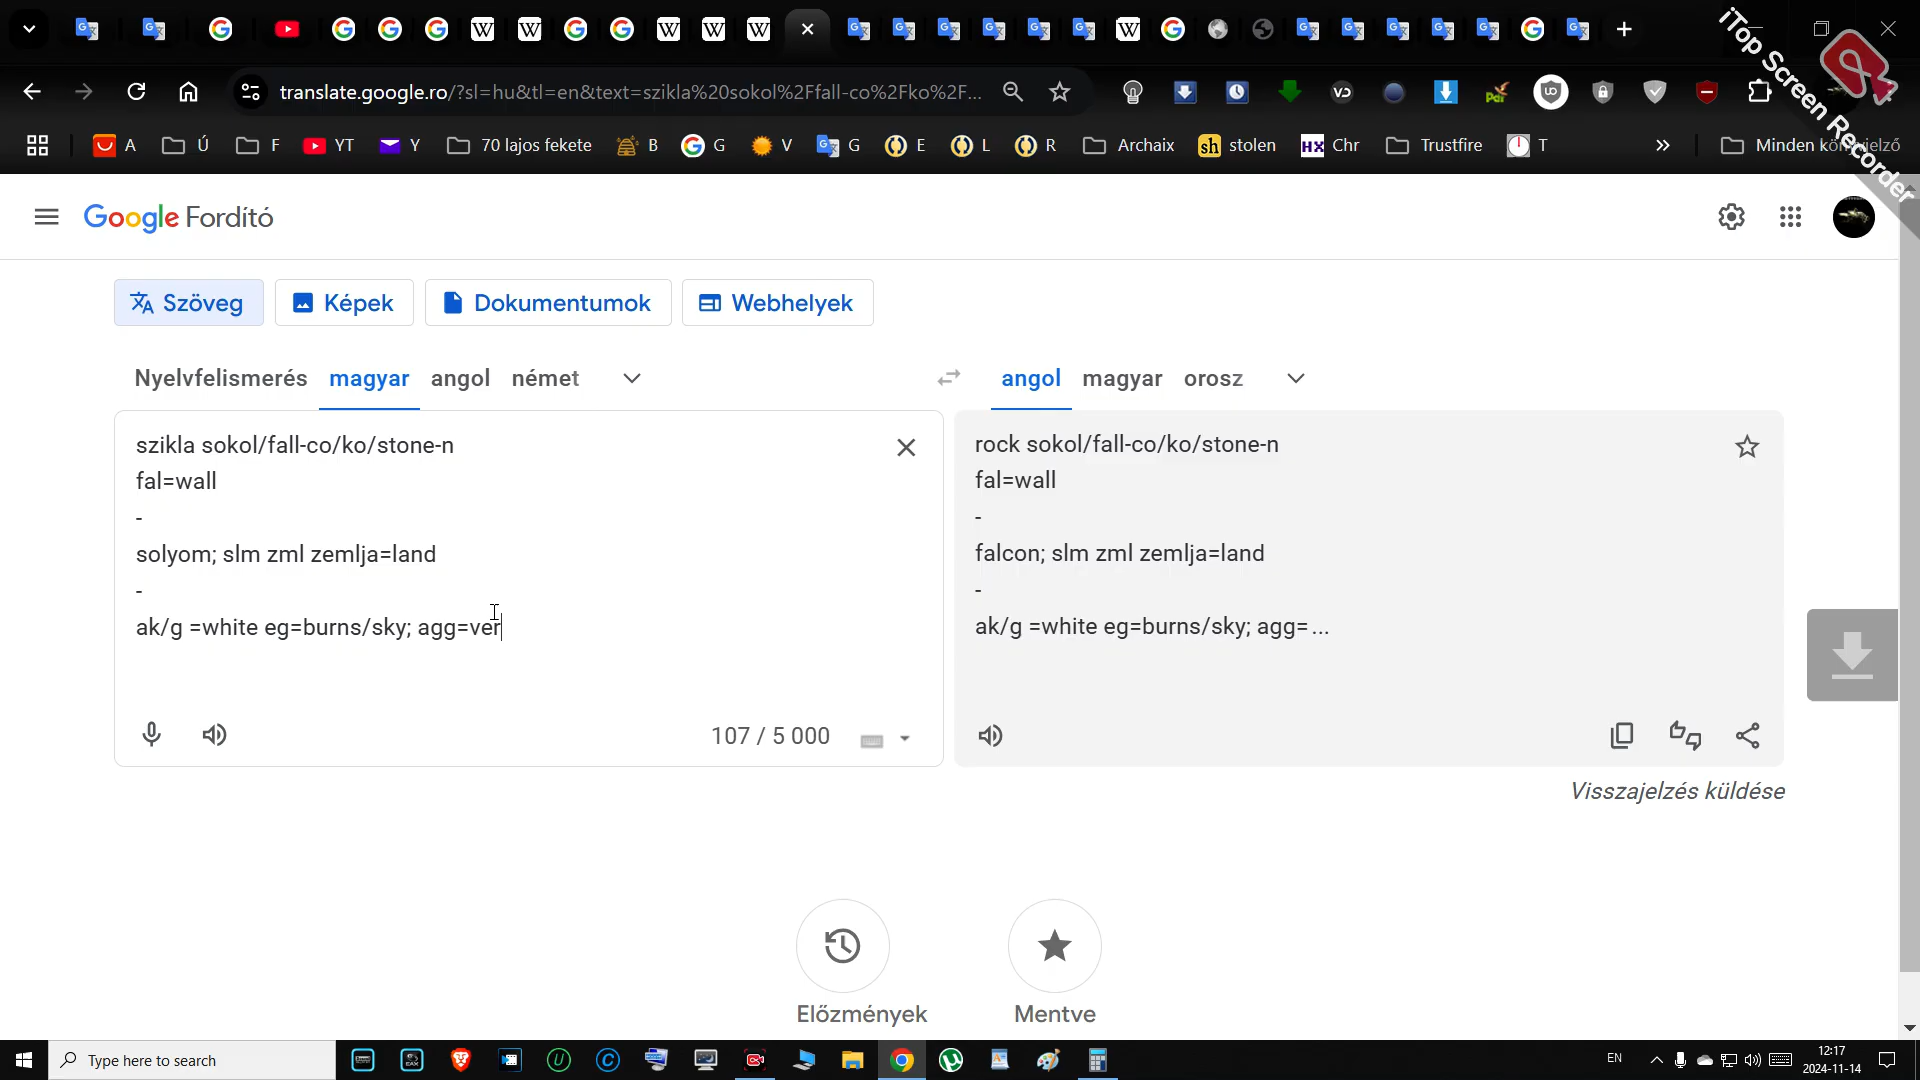 translate.google.ro/?sl=hu&tl=en&text=szikla%20sokol%2Ffall-co%2Fko%2F...
iTop Screen Recorder
A Ú F YT Y 70 lajos fekete B G V G E L R Archaix stolen Chr Trustfire T » Minden
Google Fordító
Szöveg Képek Dokumentumok Webhelyek
Nyelvfelismerés magyar angol német
angol magyar orosz
szikla sokol/fall-co/ko/stone-n
fal=wall
-
solyom; slm zml zemlja=land
-
ak/g =white eg=burns/sky; agg=ver
107 / 5 000
rock sokol/fall-co/ko/stone-n
fal=wall
-
falcon; slm zml zemlja=land
-
ak/g =white eg=burns/sky; agg= ...
Visszajelzés küldése
Előzmények Mentve
Type here to search
EN
12:17
2024-11-14